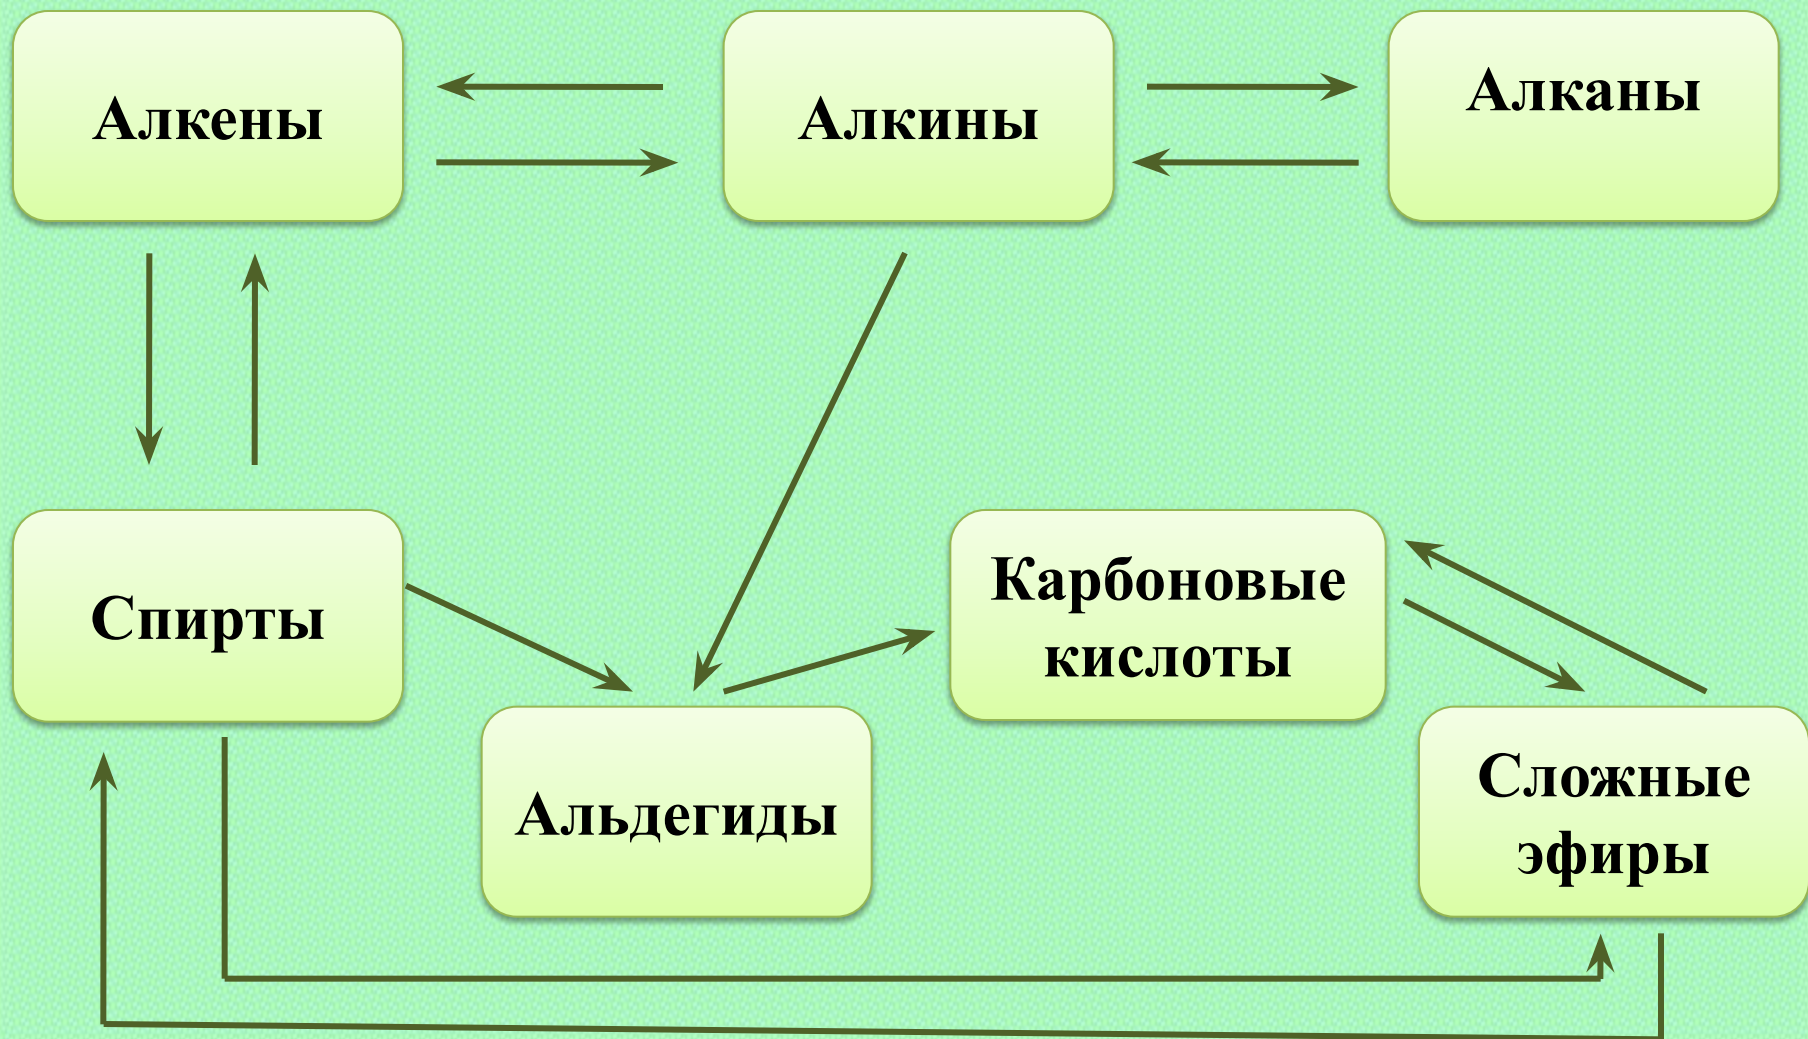 Алкены
Алкины
Алканы
Спирты
Карбоновые
кислоты
Альдегиды
Сложные
эфиры